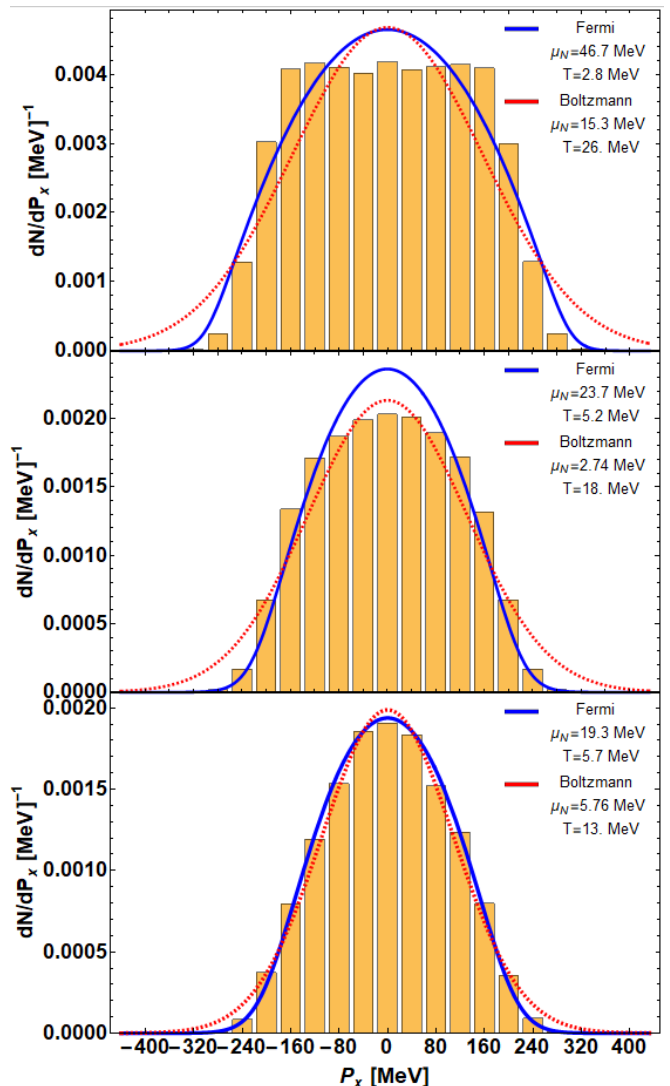 dN/dPx [MeV]⁻¹
0.004
0.003
0.002
0.001
0.000
Fermi
μN=46.7 MeV
T=2.8 MeV
Boltzmann
μN=15.3 MeV
T=26. MeV
dN/dPx [MeV]⁻¹
0.0020
0.0015
0.0010
0.0005
0.0000
Fermi
μN=23.7 MeV
T=5.2 MeV
Boltzmann
μN=2.74 MeV
T=18. MeV
dN/dPx [MeV]⁻¹
0.0020
0.0015
0.0010
0.0005
0.0000
Fermi
μN=19.3 MeV
T=5.7 MeV
Boltzmann
μN=5.76 MeV
T=13. MeV
−400 −320 −240 −160 −80 0 80 160 240 320 400
Px [MeV]